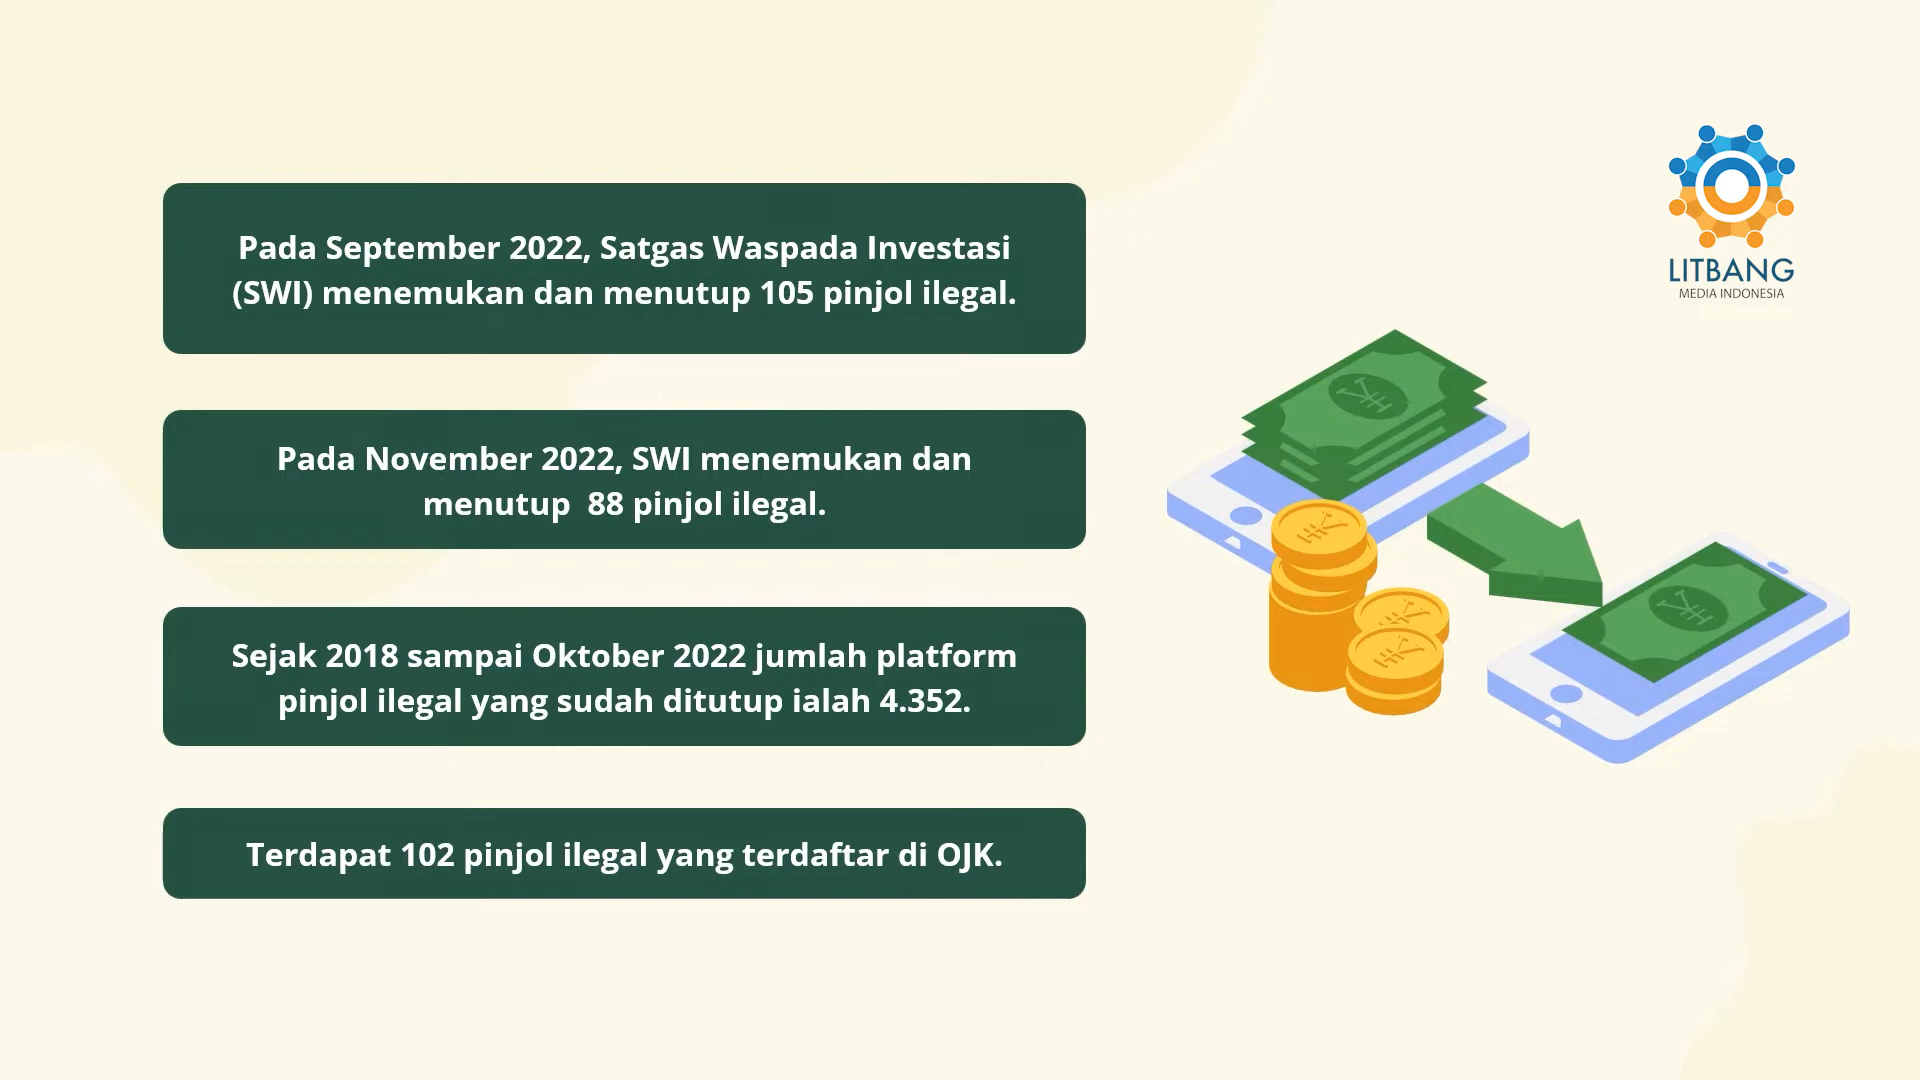 Pada September 2022, Satgas Waspada Investasi
(SWI) menemukan dan menutup 105 pinjol ilegal.
Pada November 2022, SWI menemukan dan
menutup  88 pinjol ilegal.
Sejak 2018 sampai Oktober 2022 jumlah platform
pinjol ilegal yang sudah ditutup ialah 4.352.
Terdapat 102 pinjol ilegal yang terdaftar di OJK.
LITBANG
MEDIA INDONESIA